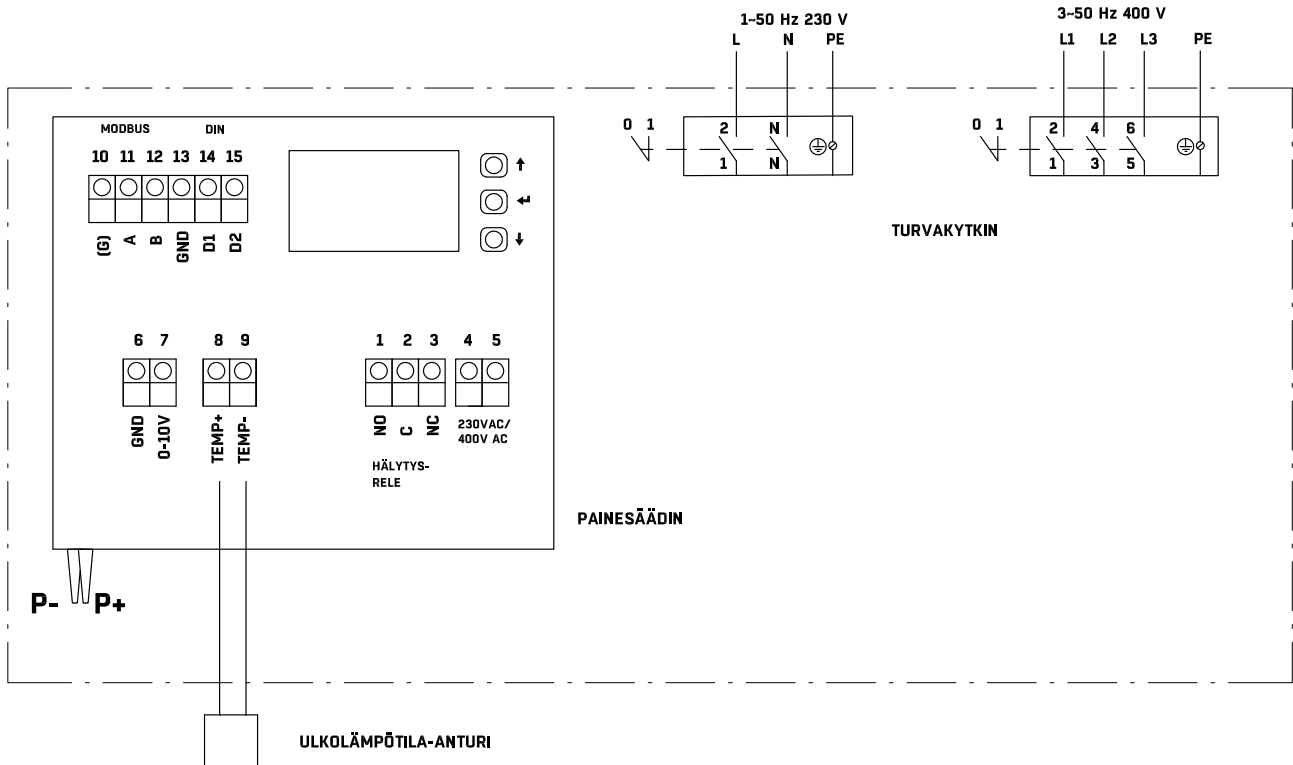 1~50 Hz 230 V
L N PE
3~50 Hz 400 V
L1 L2 L3 PE
0 1
2 N
1 N
0 1
2 4 6
1 3 5
TURVAKYTKIN
MODBUS DIN
10 11 12 13 14 15
(G) A B GND D1 D2
6 7 8 9
GND 0-10V TEMP+ TEMP-
1 2 3 4 5
NO C NC
230VAC/
400V AC
HÄLYTYS-
RELE
PAINESÄÄDIN
P- P+
ULKOLÄMPÖTILA-ANTURI